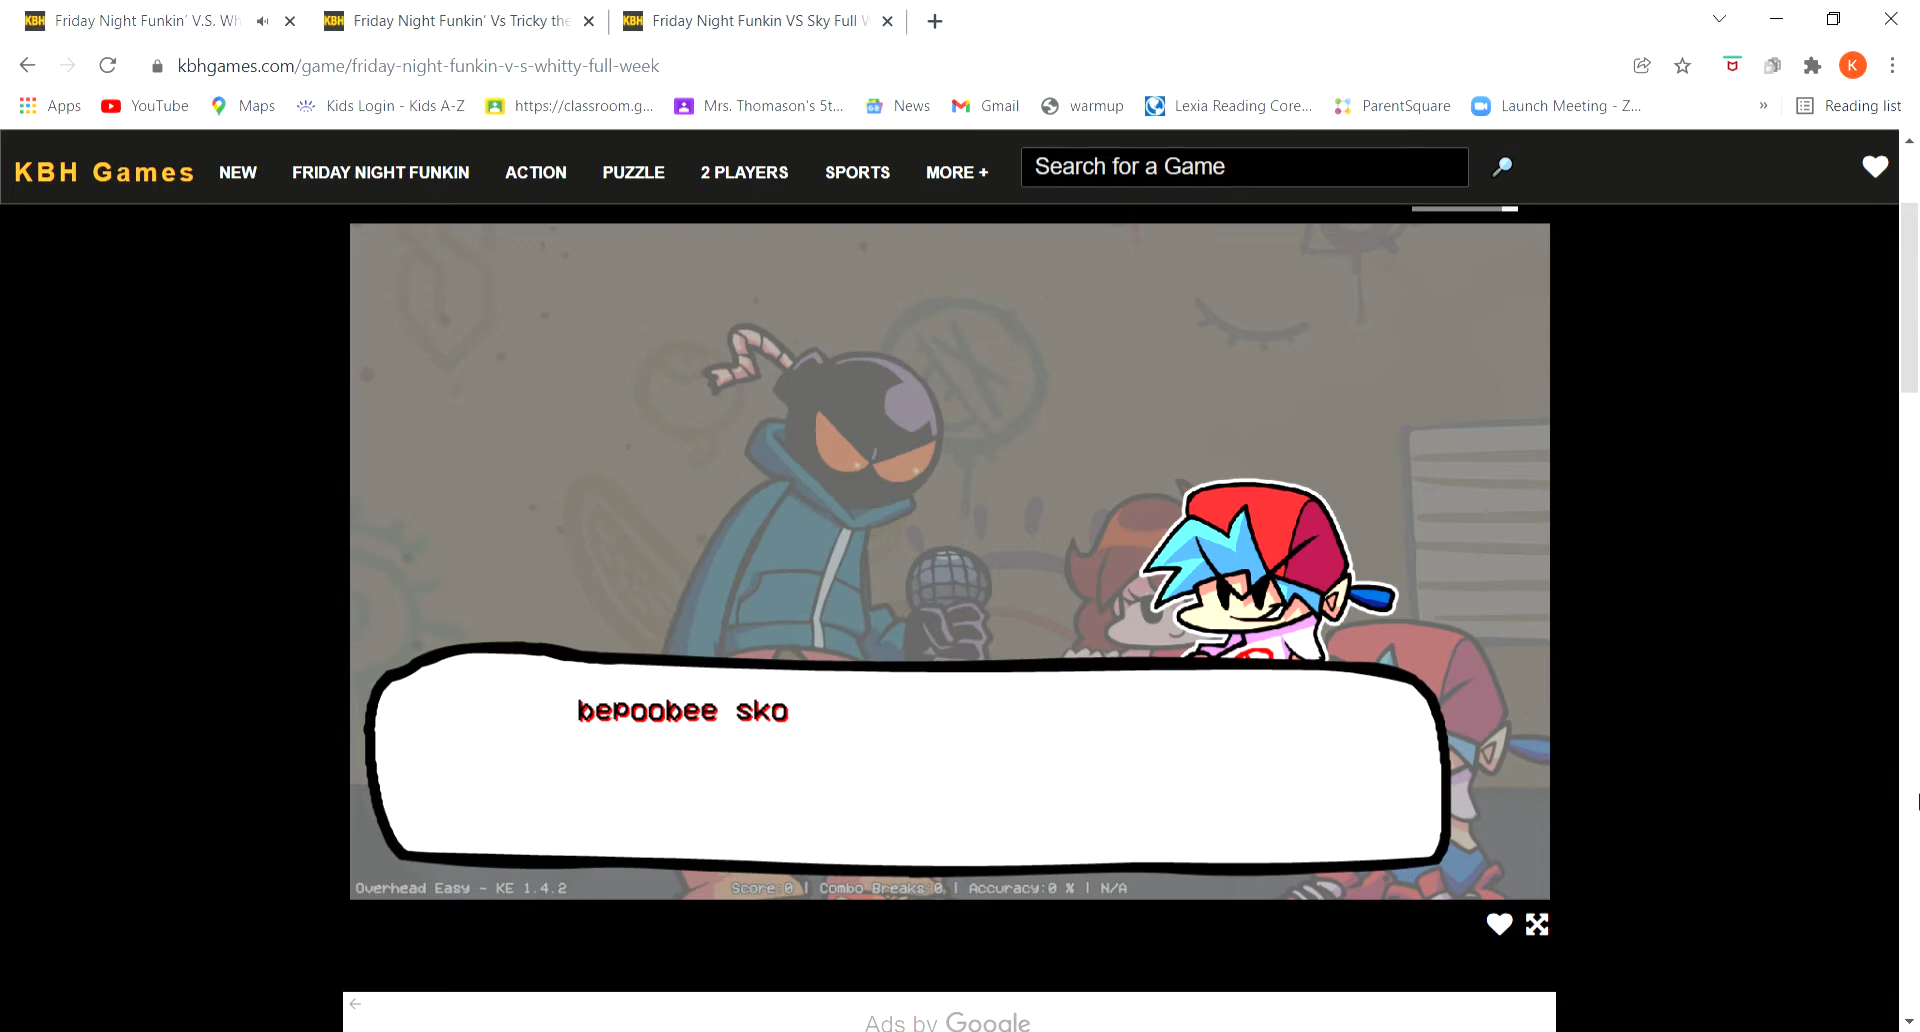 KBH Friday Night Funkin' V.S. Wh
KBH Friday Night Funkin' Vs Tricky the
KBH Friday Night Funkin VS Sky Full W
kbhgames.com/game/friday-night-funkin-v-s-whitty-full-week
K
Apps YouTube Maps Kids Login - Kids A-Z https://classroom.g... Mrs. Thomason's 5t... News Gmail warmup Lexia Reading Core... ParentSquare Launch Meeting - Z... » Reading list
KBH Games NEW FRIDAY NIGHT FUNKIN ACTION PUZZLE 2 PLAYERS SPORTS MORE + Search for a Game
bepoobee sko
Overhead Easy - KE 1.4.2 Score:0 | Combo Breaks:0 | Accuracy:0 % | N/A
Ads by Google